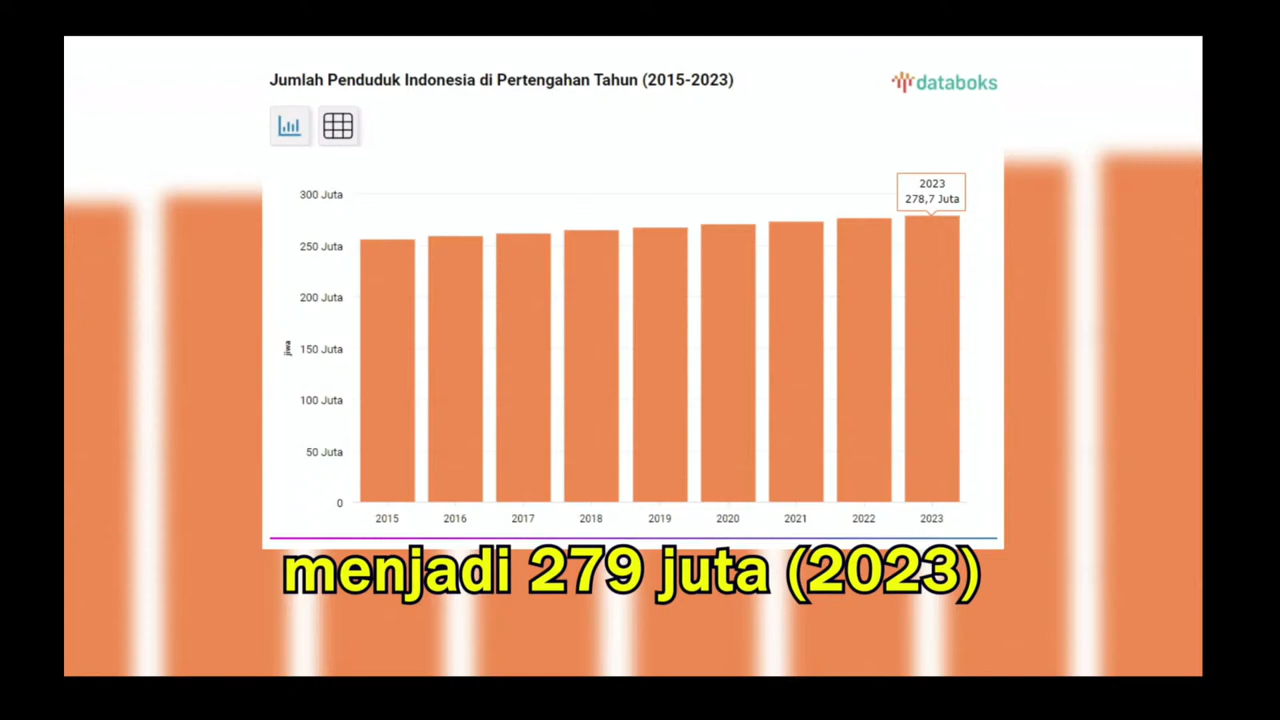 Jumlah Penduduk Indonesia di Pertengahan Tahun (2015-2023)
databoks
2023
278,7 Juta
300 Juta
250 Juta
200 Juta
150 Juta
100 Juta
50 Juta
0
jiwa
2015 2016 2017 2018 2019 2020 2021 2022 2023
menjadi 279 juta (2023)